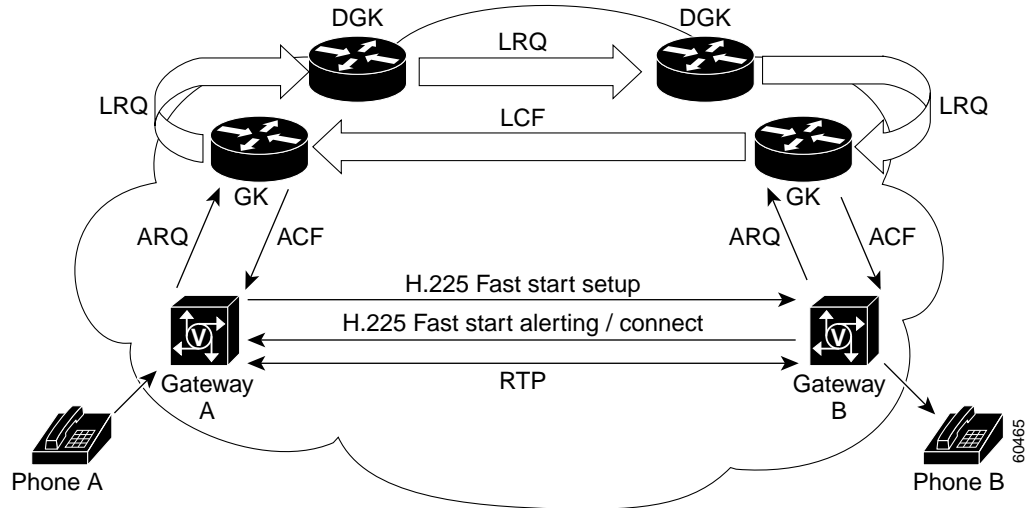 DGK
DGK
LRQ
LRQ
LRQ
LCF
GK
GK
ARQ
ACF
ARQ
ACF
H.225 Fast start setup
H.225 Fast start alerting / connect
V
V
RTP
Gateway
A
Gateway
B
Phone A
Phone B
60465